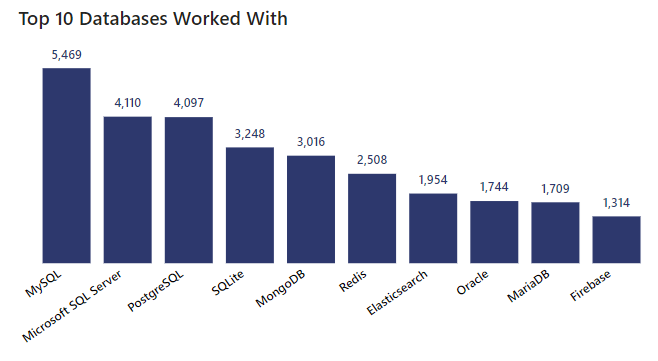 Top 10 Databases Worked With
5,469
4,110
4,097
3,248
3,016
2,508
1,954
1,744
1,709
1,314
MySQL
Microsoft SQL Server
PostgreSQL
SQLite
MongoDB
Redis
Elasticsearch
Oracle
MariaDB
Firebase